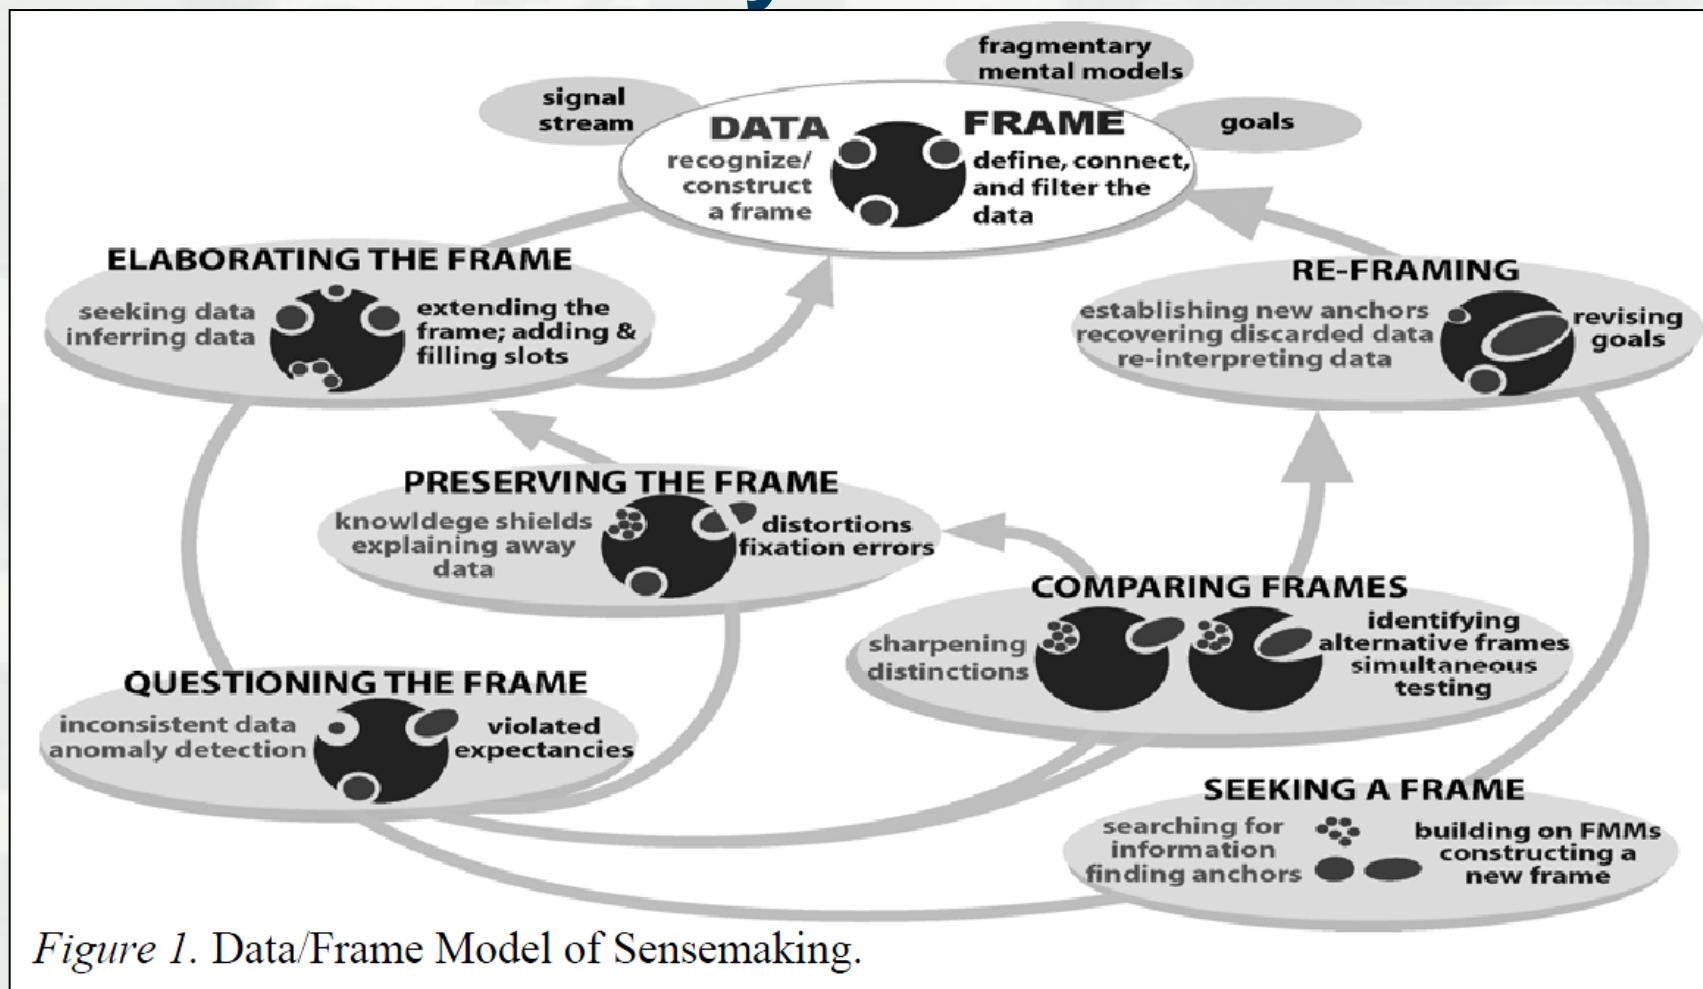 signal
stream
fragmentary
mental models
goals
DATA
recognize/
construct
a frame
FRAME
define, connect,
and filter the
data
ELABORATING THE FRAME
seeking data
inferring data
extending the
frame; adding &
filling slots
RE-FRAMING
establishing new anchors
recovering discarded data
re-interpreting data
revising
goals
PRESERVING THE FRAME
knowldege shields
explaining away
data
distortions
fixation errors
COMPARING FRAMES
sharpening
distinctions
identifying
alternative frames
simultaneous
testing
QUESTIONING THE FRAME
inconsistent data
anomaly detection
violated
expectancies
SEEKING A FRAME
searching for
information
finding anchors
building on FMMs
constructing a
new frame
Figure 1. Data/Frame Model of Sensemaking.